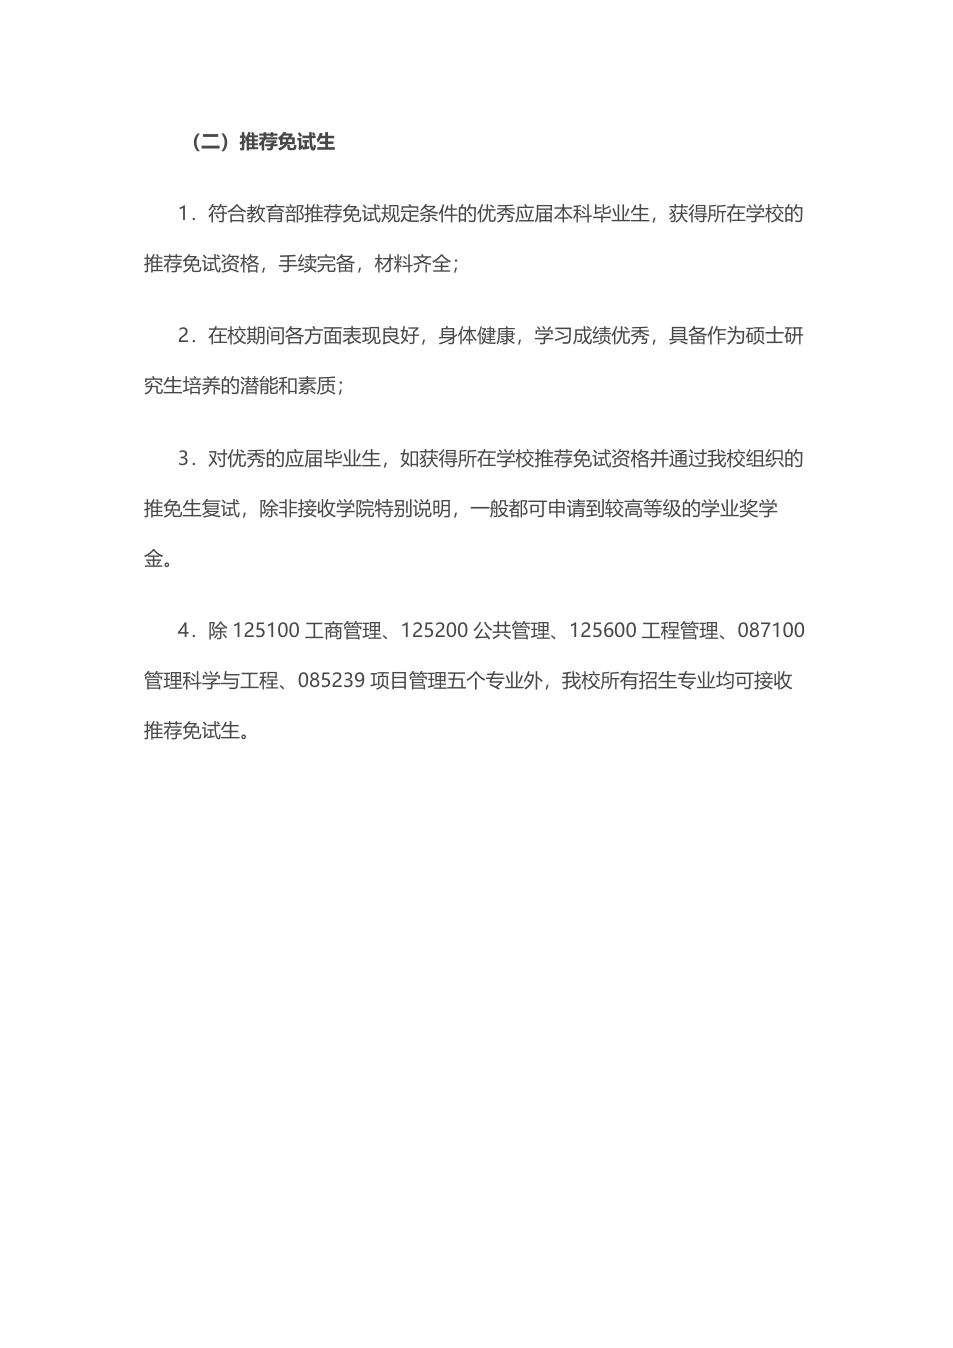 （二）推荐免试生
1．符合教育部推荐免试规定条件的优秀应届本科毕业生，获得所在学校的
推荐免试资格，手续完备，材料齐全；
2．在校期间各方面表现良好，身体健康，学习成绩优秀，具备作为硕士研
究生培养的潜能和素质；
3．对优秀的应届毕业生，如获得所在学校推荐免试资格并通过我校组织的
推免生复试，除非接收学院特别说明，一般都可申请到较高等级的学业奖学
金。
4．除 125100 工商管理、125200 公共管理、125600 工程管理、087100
管理科学与工程、085239 项目管理五个专业外，我校所有招生专业均可接收
推荐免试生。